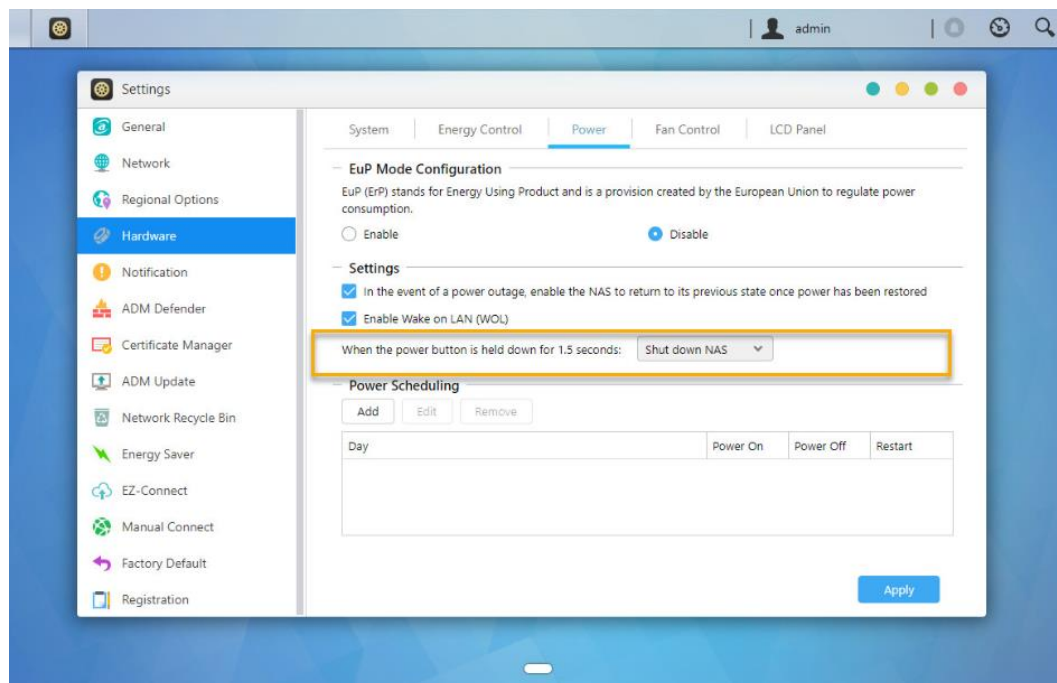 admin
Settings
General
Network
Regional Options
Hardware
Notification
ADM Defender
Certificate Manager
ADM Update
Network Recycle Bin
Energy Saver
EZ-Connect
Manual Connect
Factory Default
Registration
System Energy Control Power Fan Control LCD Panel
EuP Mode Configuration
EuP (ErP) stands for Energy Using Product and is a provision created by the European Union to regulate power
consumption.
Enable Disable
Settings
In the event of a power outage, enable the NAS to return to its previous state once power has been restored
Enable Wake on LAN (WOL)
When the power button is held down for 1.5 seconds: Shut down NAS
Power Scheduling
Add Edit Remove
Day Power On Power Off Restart
Apply